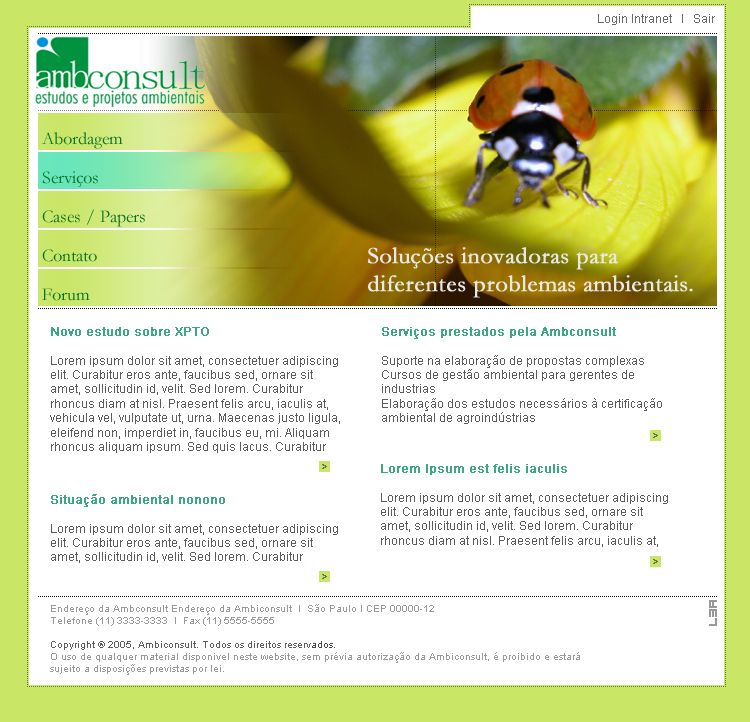 Login Intranet | Sair
ambconsult
estudos e projetos ambientais
Abordagem
Serviços
Cases / Papers
Contato
Forum
Soluções inovadoras para
diferentes problemas ambientais.
Novo estudo sobre XPTO
Lorem ipsum dolor sit amet, consectetuer adipiscing
elit. Curabitur eros ante, faucibus sed, ornare sit
amet, sollicitudin id, velit. Sed lorem. Curabitur
rhoncus diam at nisl. Praesent felis arcu, iaculis at,
vehicula vel, vulputate ut, urna. Maecenas justo ligula,
eleifend non, imperdiet in, faucibus eu, mi. Aliquam
rhoncus aliquam ipsum. Sed quis lacus. Curabitur
>
Situação ambiental nonono
Lorem ipsum dolor sit amet, consectetuer adipiscing
elit. Curabitur eros ante, faucibus sed, ornare sit
amet, sollicitudin id, velit. Sed lorem. Curabitur
>
Serviços prestados pela Ambconsult
Suporte na elaboração de propostas complexas
Cursos de gestão ambiental para gerentes de
industrias
Elaboração dos estudos necessários à certificação
ambiental de agroindústrias
>
Lorem Ipsum est felis iaculis
Lorem ipsum dolor sit amet, consectetuer adipiscing
elit. Curabitur eros ante, faucibus sed, ornare sit
amet, sollicitudin id, velit. Sed lorem. Curabitur
rhoncus diam at nisl. Praesent felis arcu, iaculis at,
>
Endereço da Ambconsult Endereço da Ambiconsult | São Paulo | CEP 00000-12
Telefone (11) 3333-3333 | Fax (11) 5555-5555
Copyright ® 2005, Ambiconsult. Todos os direitos reservados.
O uso de qualquer material disponível neste website, sem prévia autorização da Ambiconsult, é proibido e estará
sujeito a disposições previstas por lei.